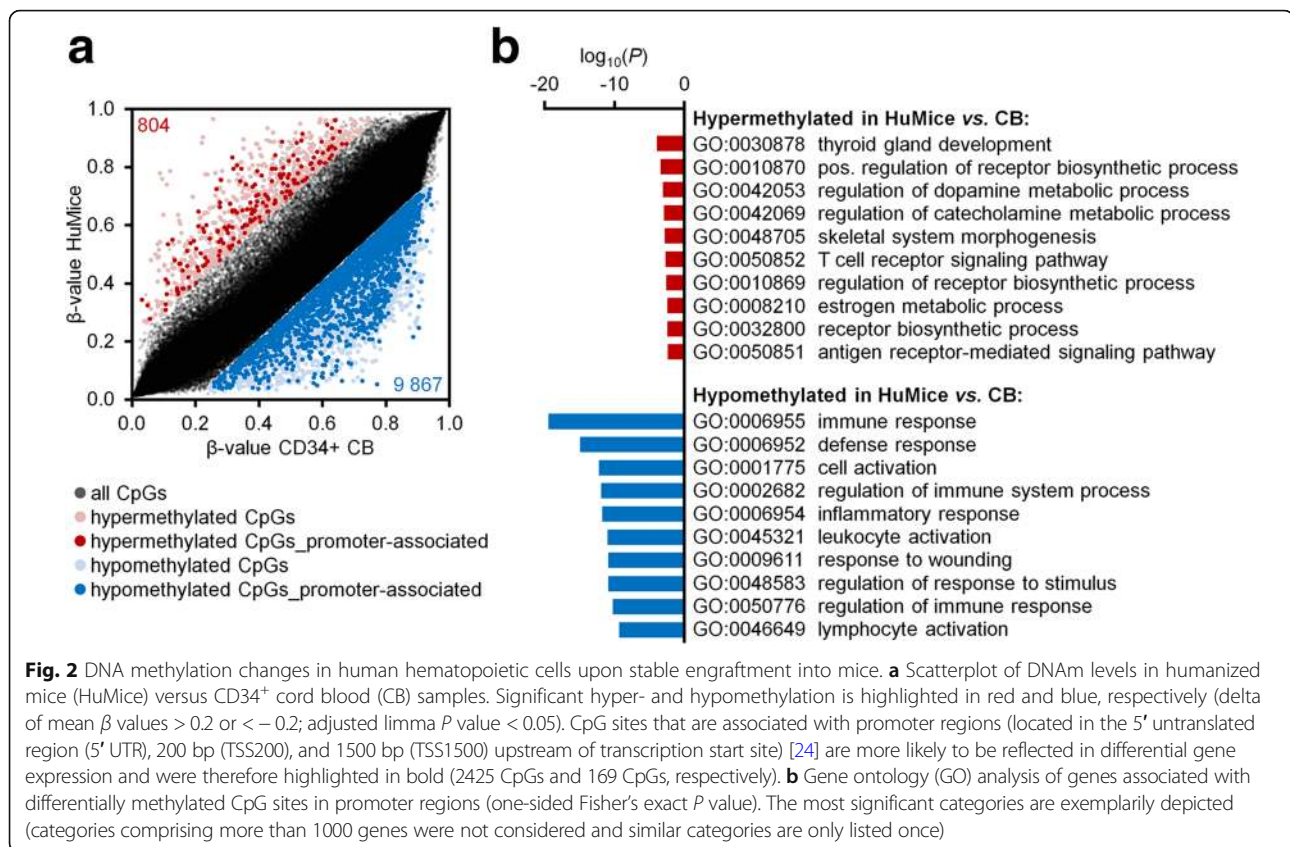 a
1.0
804
0.8
0.6
0.4
0.2
0.0
9 867
β-value HuMice
0.0 0.2 0.4 0.6 0.8 1.0
β-value CD34+ CB
all CpGs
hypermethylated CpGs
hypermethylated CpGs_promoter-associated
hypomethylated CpGs
hypomethylated CpGs_promoter-associated
b
log10(P)
-20 -10 0
Hypermethylated in HuMice vs. CB:
GO:0030878 thyroid gland development
GO:0010870 pos. regulation of receptor biosynthetic process
GO:0042053 regulation of dopamine metabolic process
GO:0042069 regulation of catecholamine metabolic process
GO:0048705 skeletal system morphogenesis
GO:0050852 T cell receptor signaling pathway
GO:0010869 regulation of receptor biosynthetic process
GO:0008210 estrogen metabolic process
GO:0032800 receptor biosynthetic process
GO:0050851 antigen receptor-mediated signaling pathway
Hypomethylated in HuMice vs. CB:
GO:0006955 immune response
GO:0006952 defense response
GO:0001775 cell activation
GO:0002682 regulation of immune system process
GO:0006954 inflammatory response
GO:0045321 leukocyte activation
GO:0009611 response to wounding
GO:0048583 regulation of response to stimulus
GO:0050776 regulation of immune response
GO:0046649 lymphocyte activation
Fig. 2 DNA methylation changes in human hematopoietic cells upon stable engraftment into mice. a Scatterplot of DNAm levels in humanized
mice (HuMice) versus CD34+ cord blood (CB) samples. Significant hyper- and hypomethylation is highlighted in red and blue, respectively (delta
of mean β values > 0.2 or < − 0.2; adjusted limma P value < 0.05). CpG sites that are associated with promoter regions (located in the 5′ untranslated
region (5′ UTR), 200 bp (TSS200), and 1500 bp (TSS1500) upstream of transcription start site) [24] are more likely to be reflected in differential gene
expression and were therefore highlighted in bold (2425 CpGs and 169 CpGs, respectively). b Gene ontology (GO) analysis of genes associated with
differentially methylated CpG sites in promoter regions (one-sided Fisher's exact P value). The most significant categories are exemplarily depicted
(categories comprising more than 1000 genes were not considered and similar categories are only listed once)